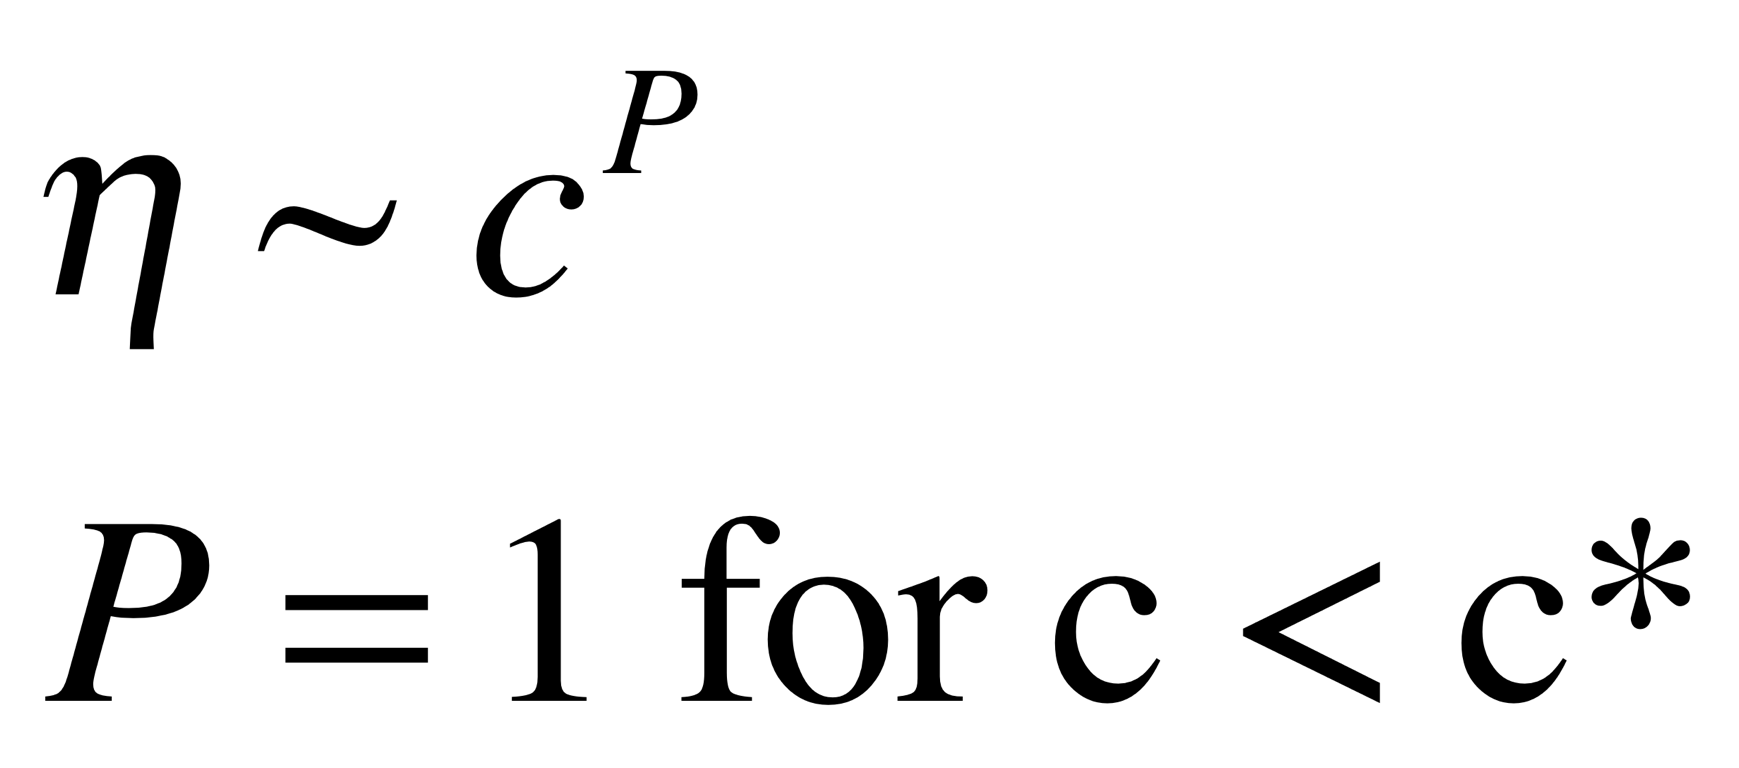 η ~ c^P
P = 1 for c < c*